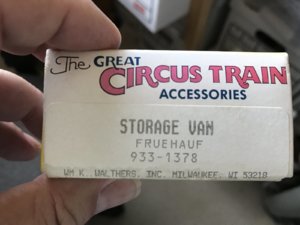 The GREAT
CIRCUS TRAIN
ACCESSORIES
STORAGE VAN
FRUEHAUF
933-1378
WM K. WALTHERS, INC. MILWAUKEE, WI 53218